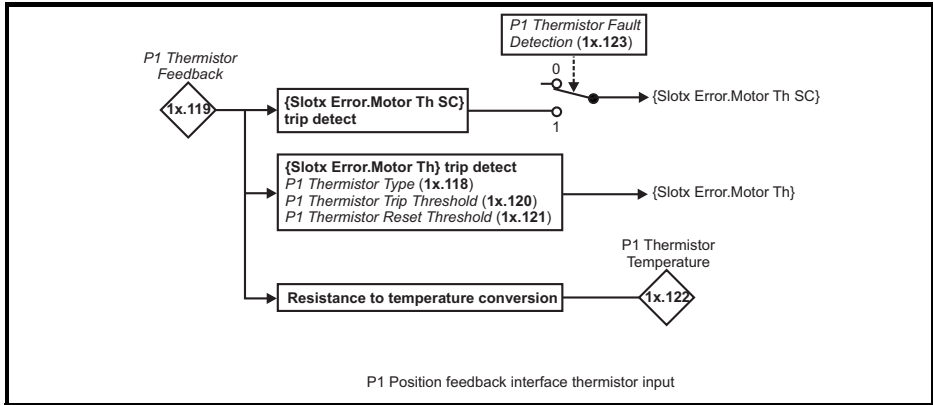 P1 Thermistor Fault
Detection (1x.123)
P1 Thermistor
Feedback
1x.119
0
1
{Slotx Error.Motor Th SC}
trip detect
{Slotx Error.Motor Th SC}
{Slotx Error.Motor Th} trip detect
P1 Thermistor Type (1x.118)
P1 Thermistor Trip Threshold (1x.120)
P1 Thermistor Reset Threshold (1x.121)
{Slotx Error.Motor Th}
P1 Thermistor
Temperature
Resistance to temperature conversion
1x.122
P1 Position feedback interface thermistor input